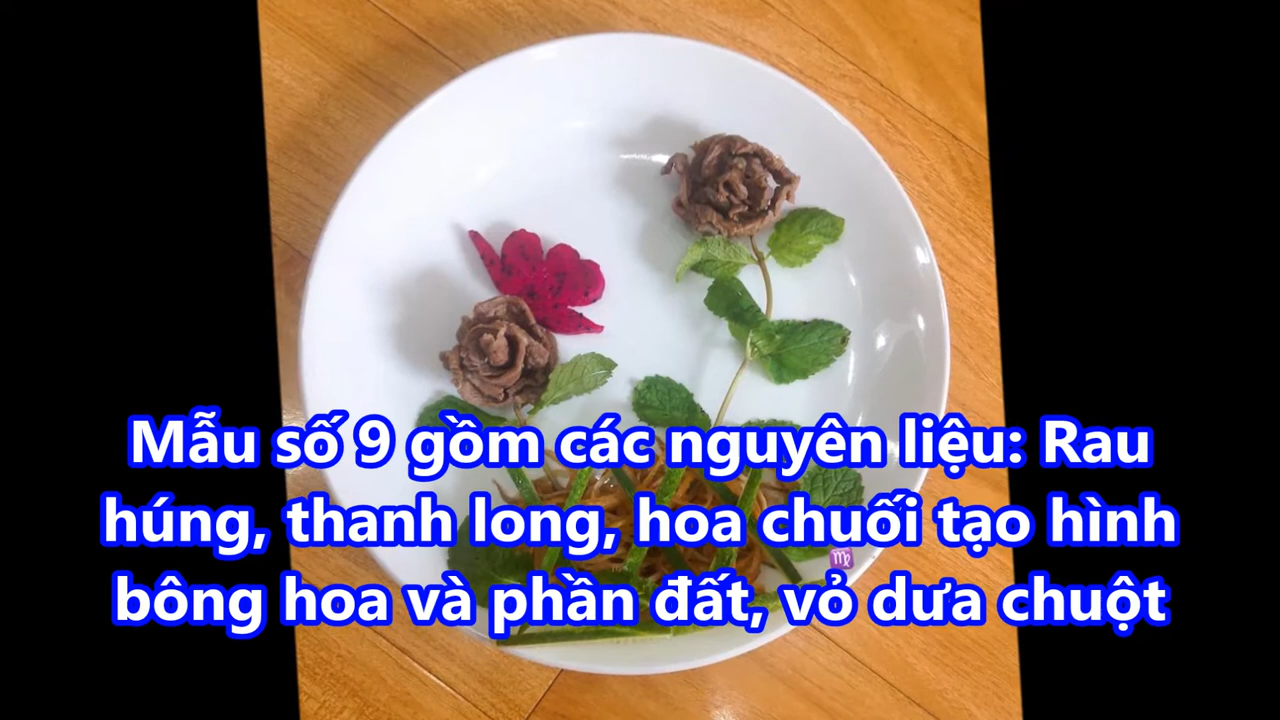 Mẫu số 9 gồm các nguyên liệu: Rau
húng, thanh long, hoa chuối tạo hình
bông hoa và phần đất, vỏ dưa chuột